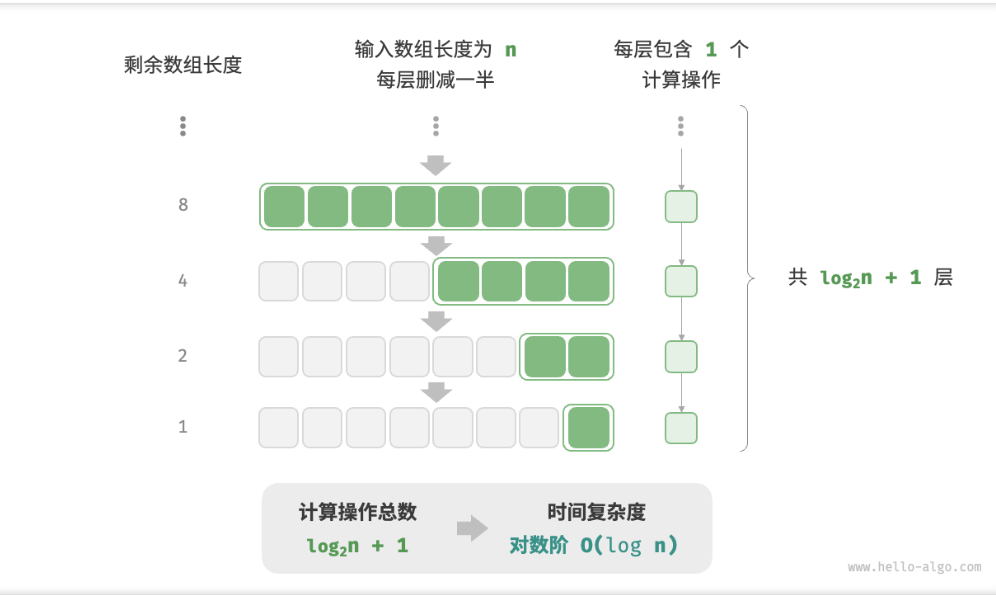 剩余数组长度
输入数组长度为 n
每层删减一半
每层包含 1 个
计算操作
8
4
2
1
共 log₂n + 1 层
计算操作总数
log₂n + 1
时间复杂度
对数阶 O(log n)
www.hello-algo.com